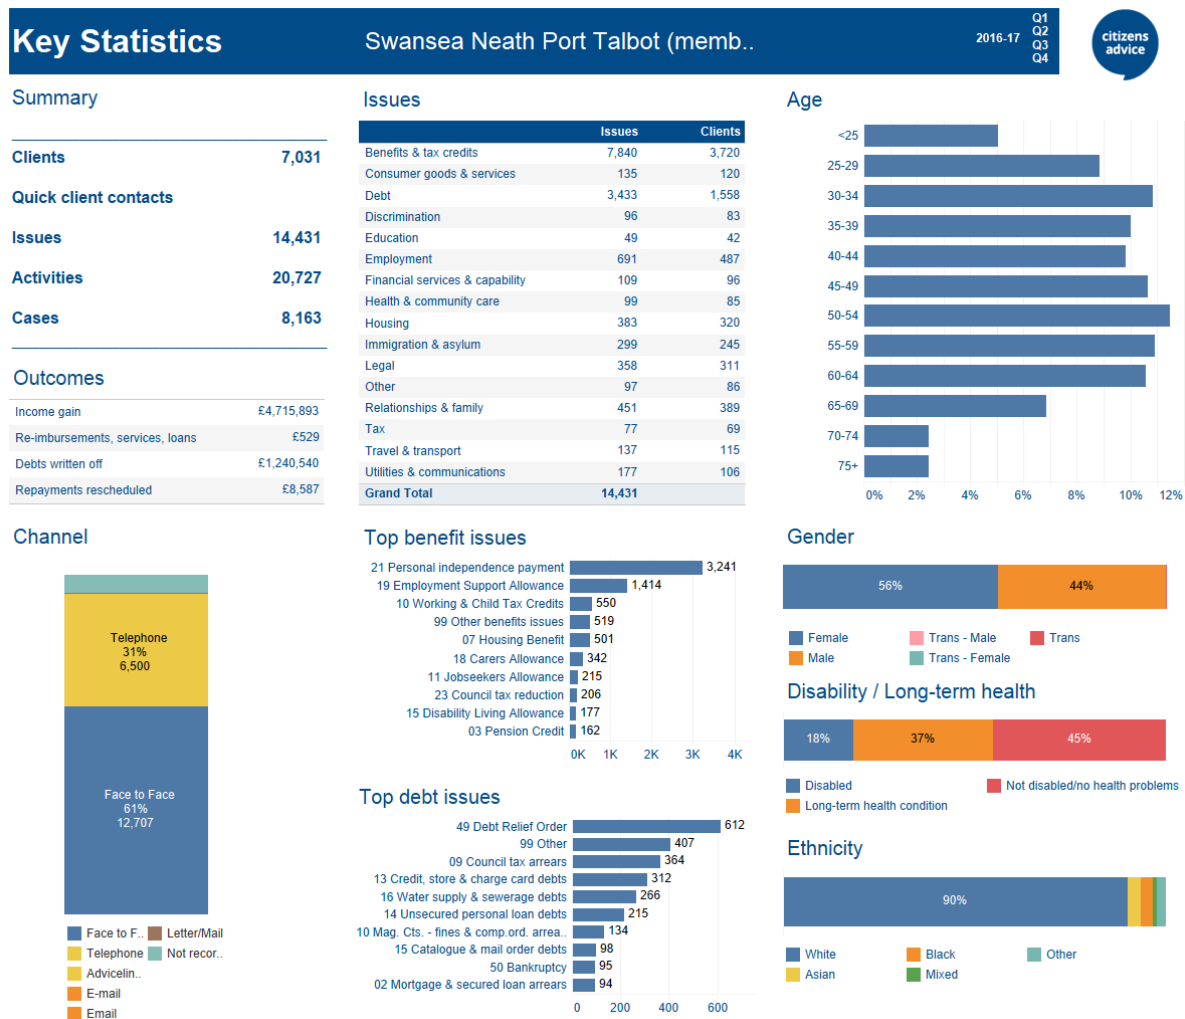 Key Statistics
Swansea Neath Port Talbot (memb..
2016-17
Q1
Q2
Q3
Q4
citizens
advice
Summary
Clients 7,031
Quick client contacts
Issues 14,431
Activities 20,727
Cases 8,163
Outcomes
Income gain £4,715,893
Re-imbursements, services, loans £529
Debts written off £1,240,540
Repayments rescheduled £8,587
Issues
Issues Clients
Benefits & tax credits 7,840 3,720
Consumer goods & services 135 120
Debt 3,433 1,558
Discrimination 96 83
Education 49 42
Employment 691 487
Financial services & capability 109 96
Health & community care 99 85
Housing 383 320
Immigration & asylum 299 245
Legal 358 311
Other 97 86
Relationships & family 451 389
Tax 77 69
Travel & transport 137 115
Utilities & communications 177 106
Grand Total 14,431
Age
<25
25-29
30-34
35-39
40-44
45-49
50-54
55-59
60-64
65-69
70-74
75+
0% 2% 4% 6% 8% 10% 12%
Channel
Telephone
31%
6,500
Face to Face
61%
12,707
Face to F.. Letter/Mail
Telephone Not recor..
Advicelin..
E-mail
Email
Top benefit issues
21 Personal independence payment 3,241
19 Employment Support Allowance 1,414
10 Working & Child Tax Credits 550
99 Other benefits issues 519
07 Housing Benefit 501
18 Carers Allowance 342
11 Jobseekers Allowance 215
23 Council tax reduction 206
15 Disability Living Allowance 177
03 Pension Credit 162
0K 1K 2K 3K 4K
Top debt issues
49 Debt Relief Order 612
99 Other 407
09 Council tax arrears 364
13 Credit, store & charge card debts 312
16 Water supply & sewerage debts 266
14 Unsecured personal loan debts 215
10 Mag. Cts. - fines & comp.ord. arrea.. 134
15 Catalogue & mail order debts 98
50 Bankruptcy 95
02 Mortgage & secured loan arrears 94
0 200 400 600
Gender
56% 44%
Female Trans - Male Trans
Male Trans - Female
Disability / Long-term health
18% 37% 45%
Disabled Not disabled/no health problems
Long-term health condition
Ethnicity
90%
White Black Other
Asian Mixed